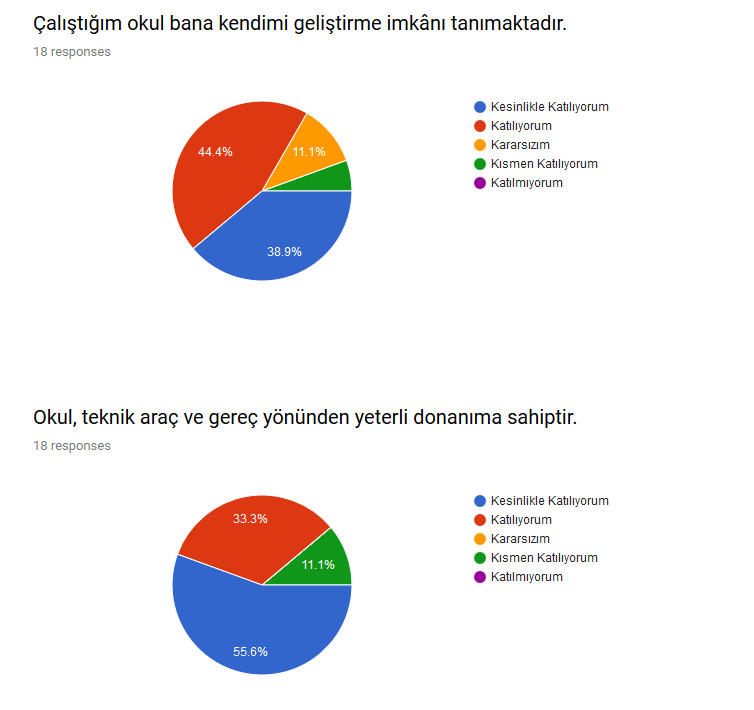 Çalıştığım okul bana kendimi geliştirme imkânı tanımaktadır.
18 responses
44.4%
11.1%
38.9%
Kesinlikle Katılıyorum
Katılıyorum
Kararsızım
Kısmen Katılıyorum
Katılmıyorum
Okul, teknik araç ve gereç yönünden yeterli donanıma sahiptir.
18 responses
33.3%
11.1%
55.6%
Kesinlikle Katılıyorum
Katılıyorum
Kararsızım
Kısmen Katılıyorum
Katılmıyorum